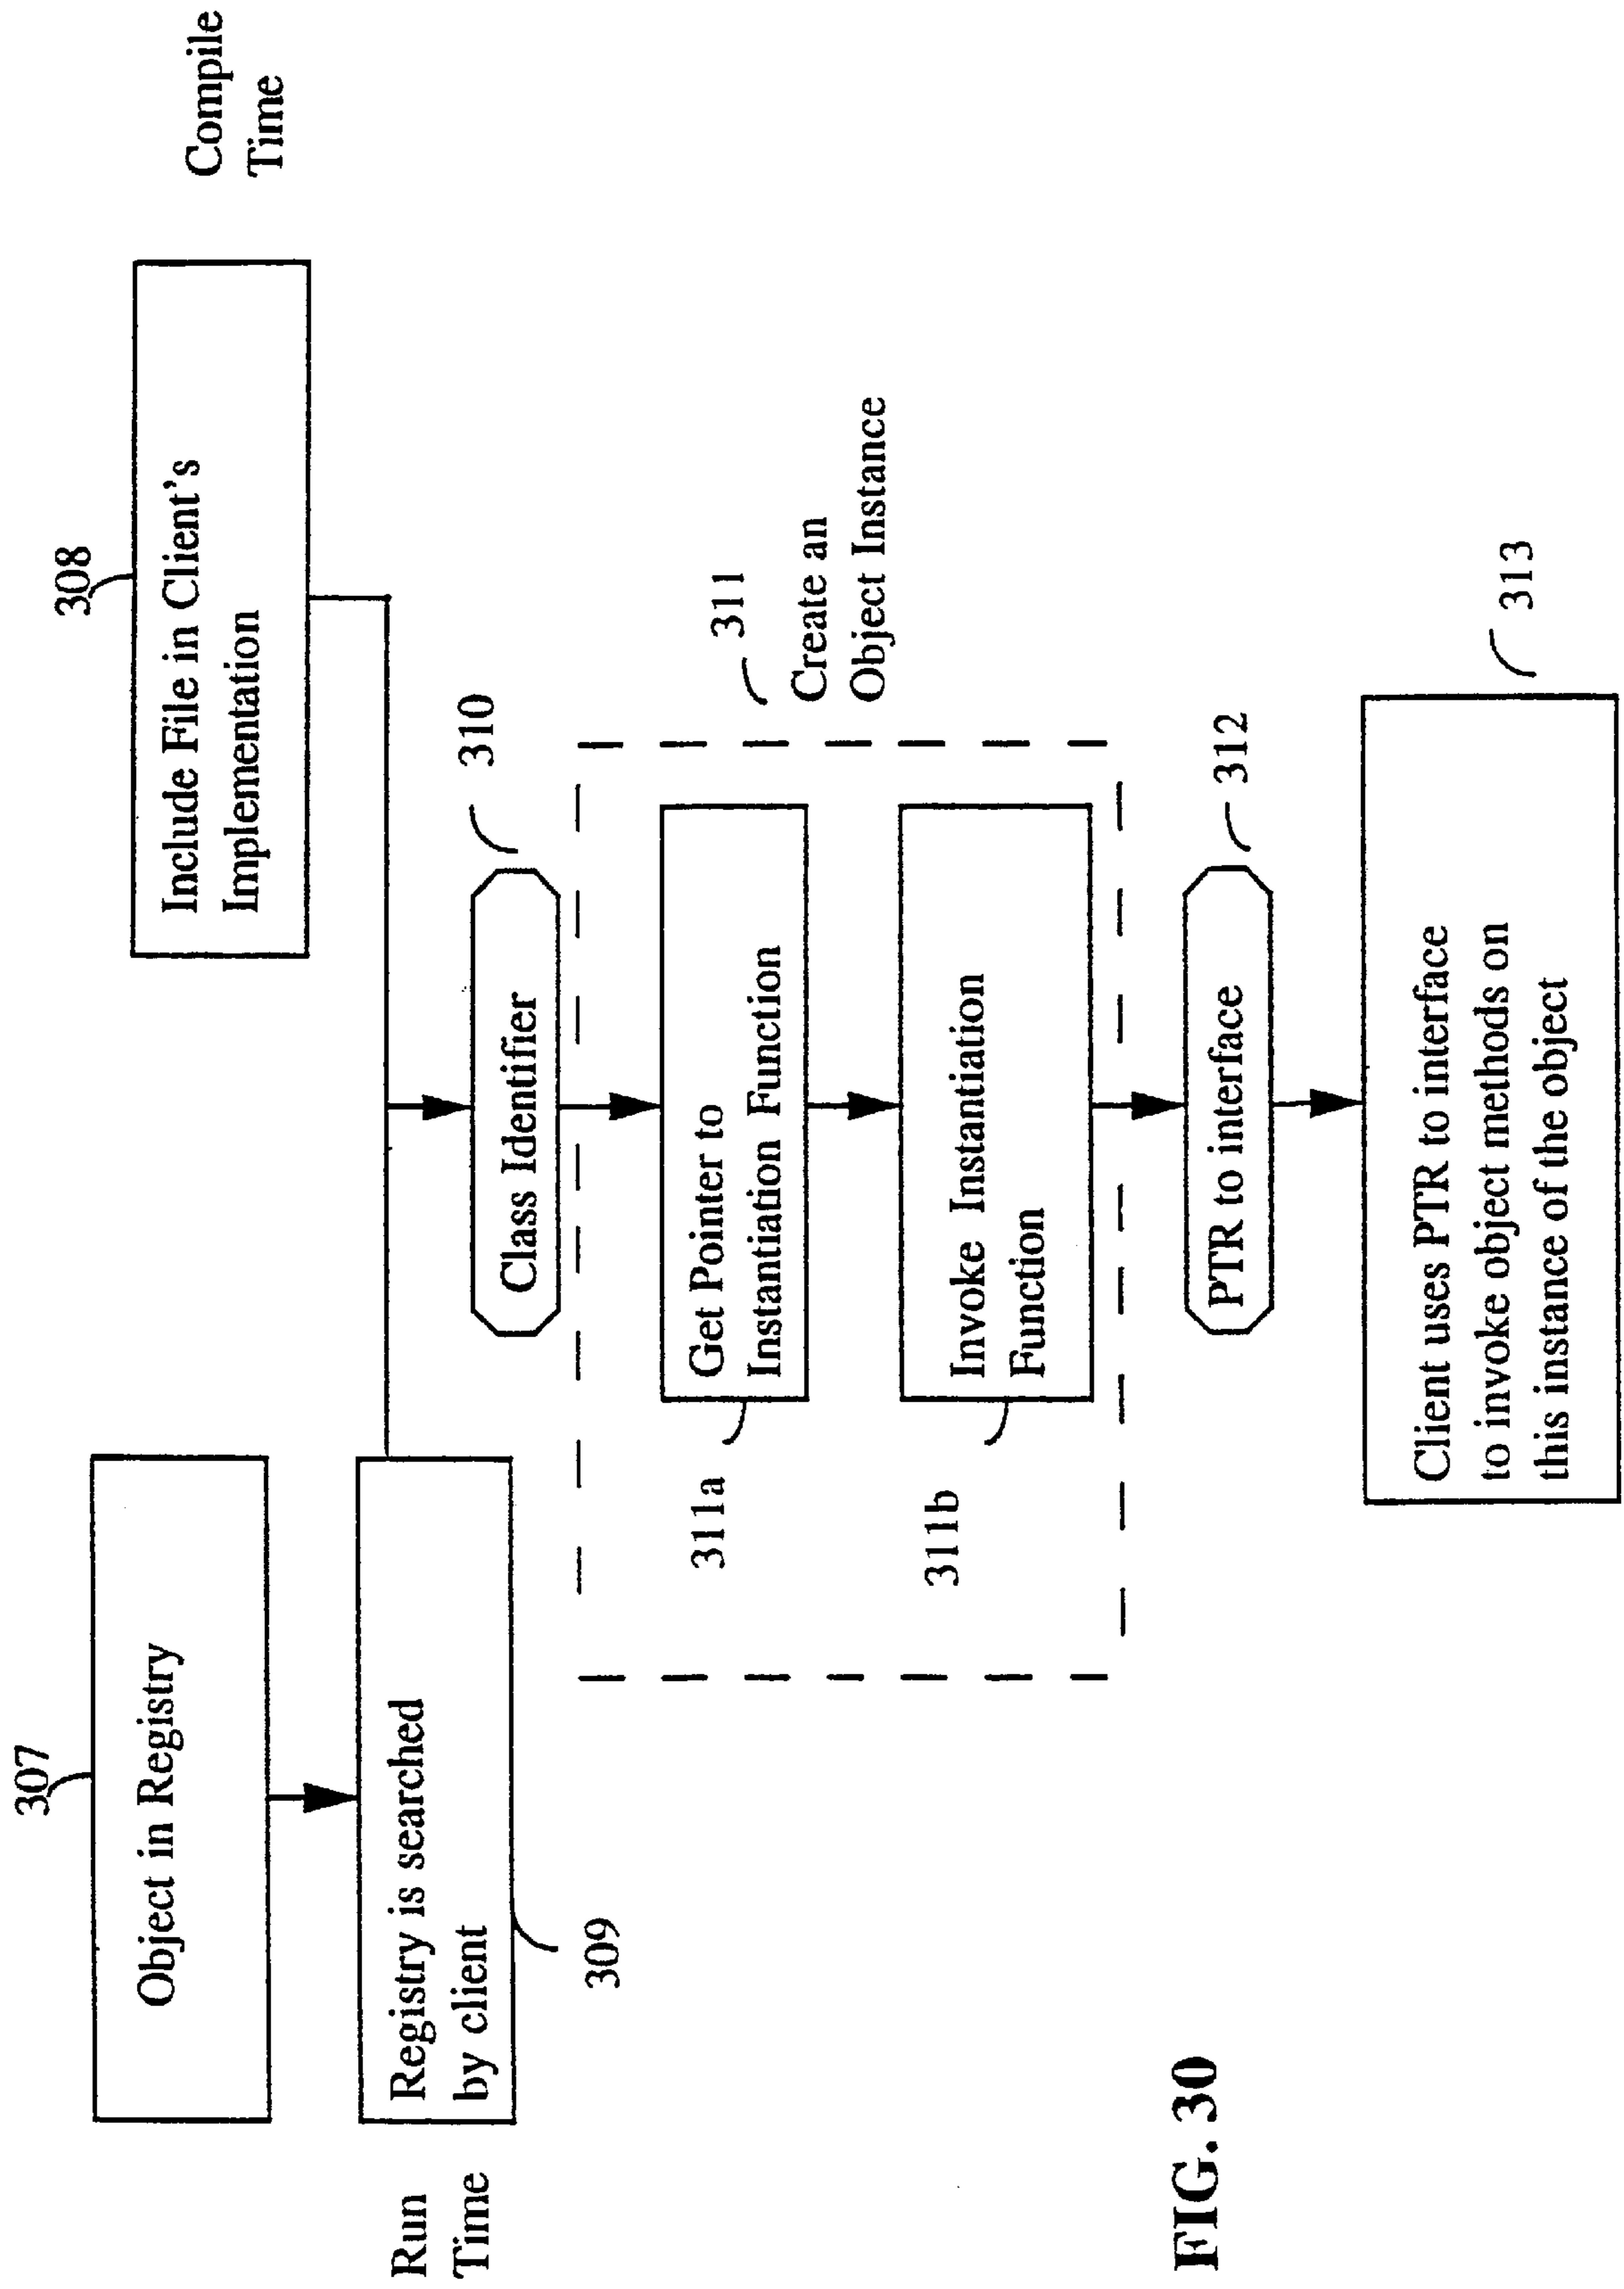 307
Object in Registry
308
Include File in Client's
Implementation
Compile
Time
Run
Time
Registry is searched
by client
309
310
Class Identifier
311
Create an
Object Instance
311a
Get Pointer to
Instantiation Function
311b
Invoke Instantiation
Function
312
PTR to interface
313
Client uses PTR to interface
to invoke object methods on
this instance of the object
FIG. 30